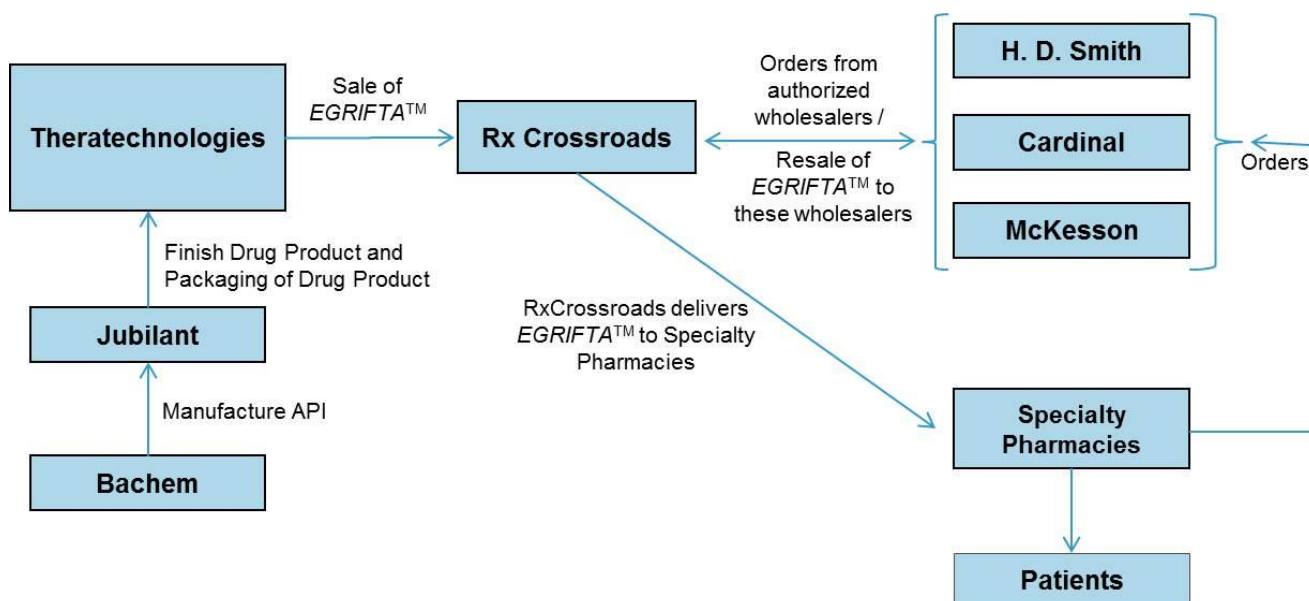 Theratechnologies
Sale of
EGRIFTA™
Rx Crossroads
Orders from
authorized
wholesalers /
Resale of
EGRIFTA™ to
these wholesalers
H. D. Smith
Cardinal
McKesson
Orders
Finish Drug Product and
Packaging of Drug Product
Jubilant
Manufacture API
Bachem
RxCrossroads delivers
EGRIFTA™ to Specialty
Pharmacies
Specialty
Pharmacies
Patients